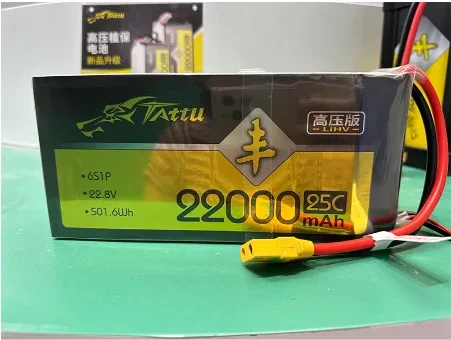 TATTU
高压植保
电池
新品升级
TATTU
高压版
LIHV
丰
•6S1P
•22.8V
•501.6Wh
22000
25C
mAh